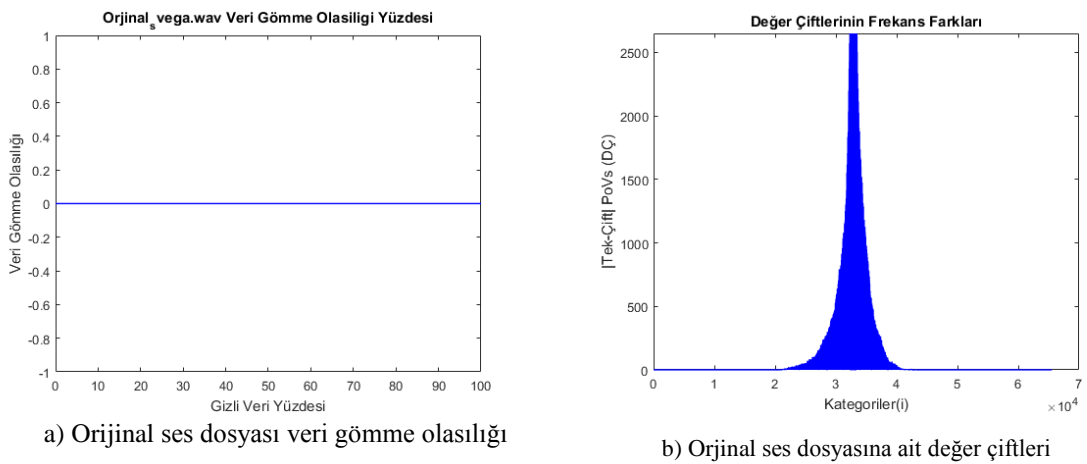 Orjinal_svega.wav Veri Gömme Olasiligi Yüzdesi
1
0.8
0.6
0.4
0.2
0
-0.2
-0.4
-0.6
-0.8
-1
Veri Gömme Olasılığı
0 10 20 30 40 50 60 70 80 90 100
Gizli Veri Yüzdesi
a) Orijinal ses dosyası veri gömme olasılığı
Değer Çiftlerinin Frekans Farkları
2500
2000
1500
1000
500
0
|Tek-Çift| PoVs (DÇ)
0 1 2 3 4 5 6 7
× 10⁴
Kategoriler(i)
b) Orjinal ses dosyasına ait değer çiftleri